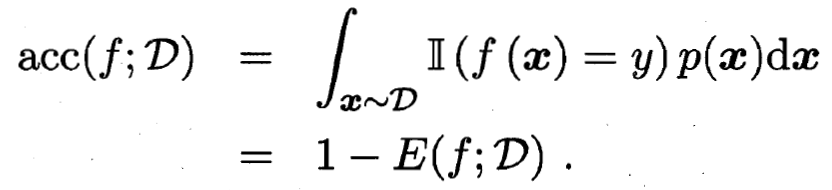 acc(f; 𝒟) = ∫_{𝒙∼𝒟} 𝕀(f(𝒙) = y) p(𝒙)d𝒙
= 1 − E(f; 𝒟) .